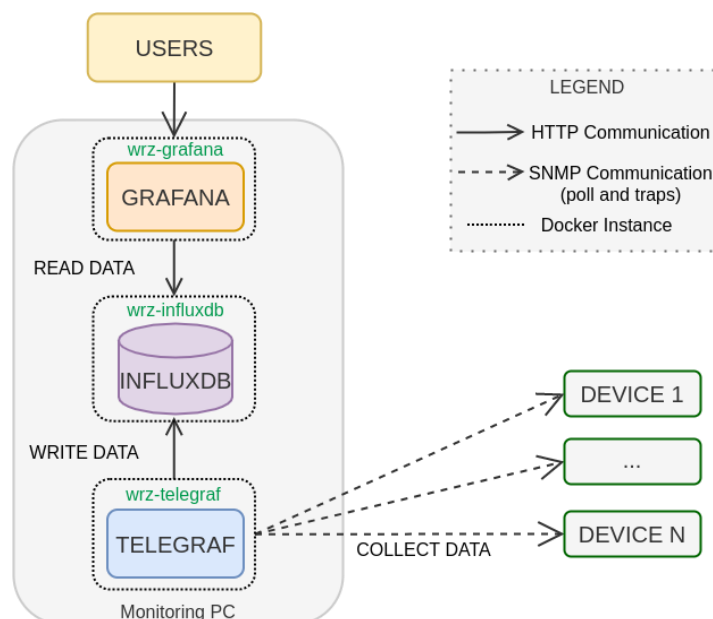 USERS
LEGEND
HTTP Communication
SNMP Communication
(poll and traps)
Docker Instance
wrz-grafana
GRAFANA
READ DATA
wrz-influxdb
INFLUXDB
WRITE DATA
wrz-telegraf
TELEGRAF
Monitoring PC
COLLECT DATA
DEVICE 1
...
DEVICE N